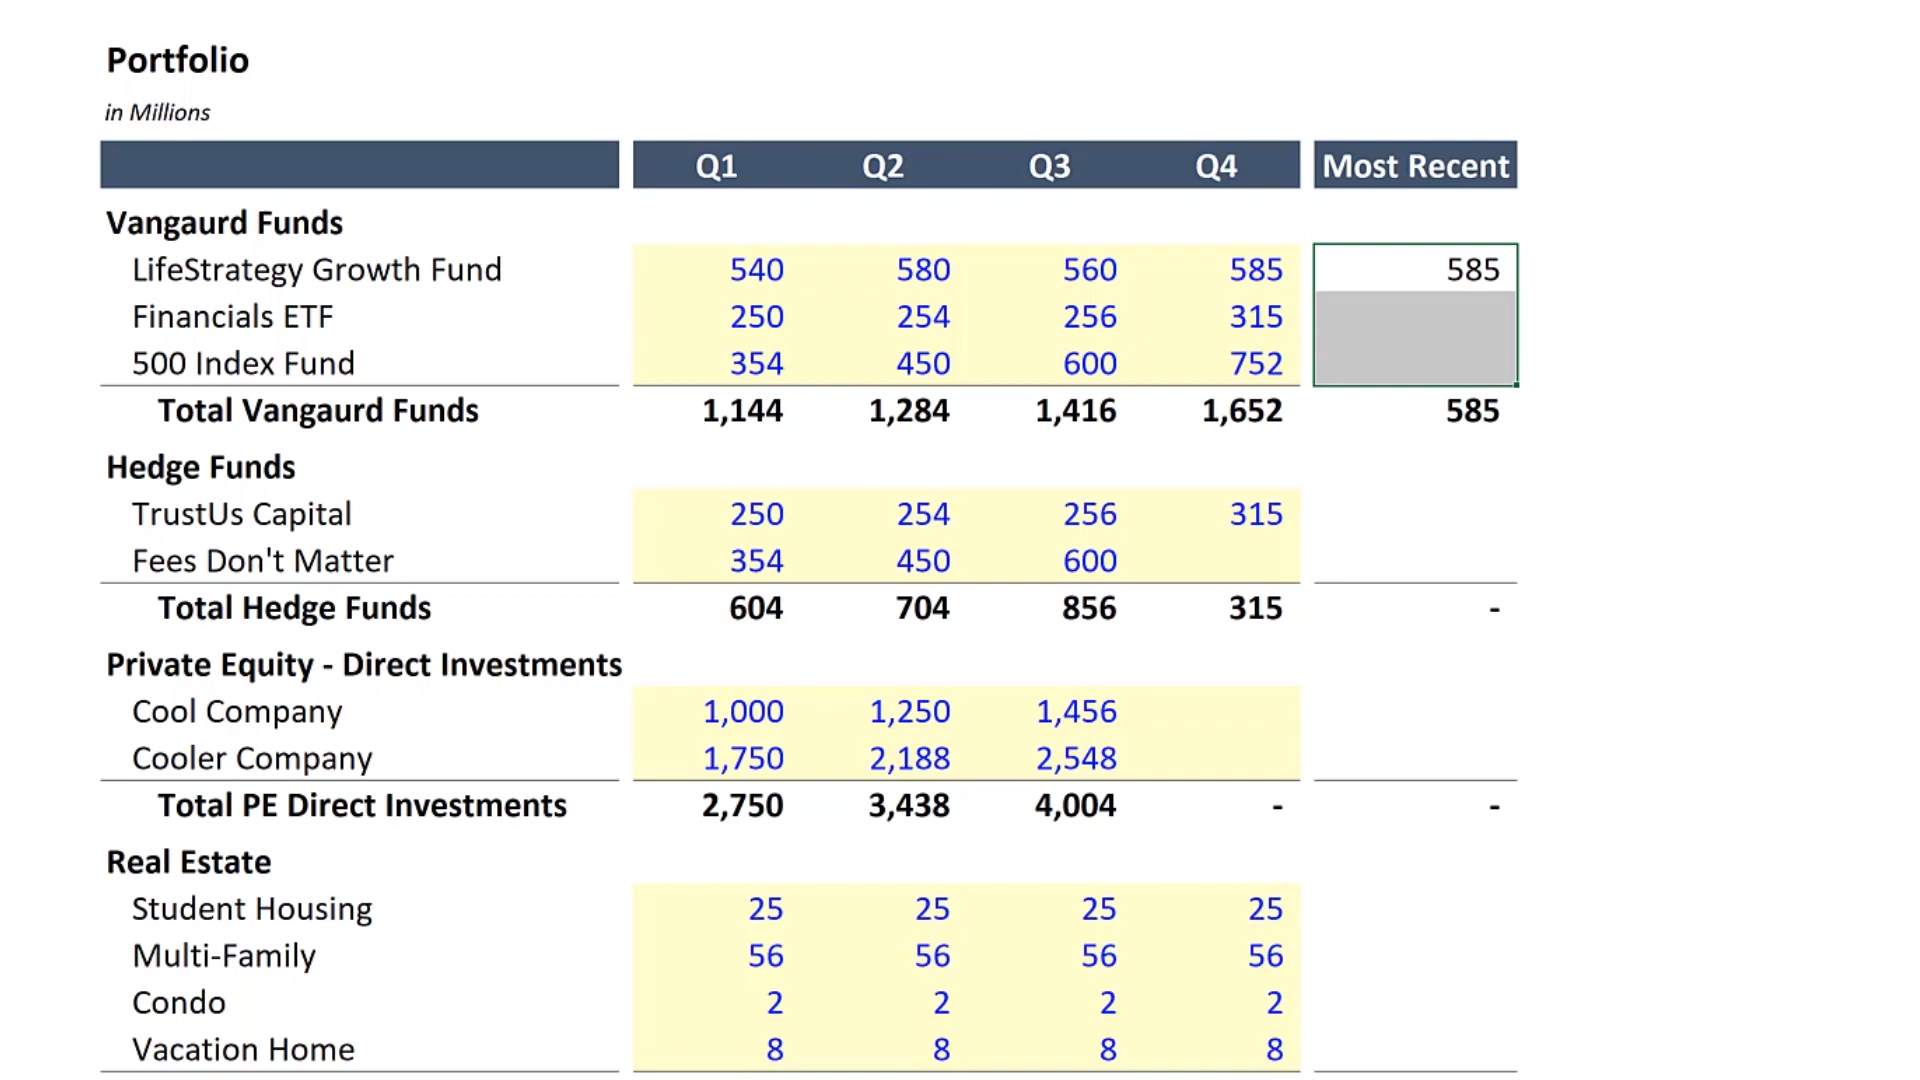 Portfolio
in Millions
Q1 Q2 Q3 Q4 Most Recent
Vangaurd Funds
LifeStrategy Growth Fund 540 580 560 585 585
Financials ETF 250 254 256 315
500 Index Fund 354 450 600 752
Total Vangaurd Funds 1,144 1,284 1,416 1,652 585
Hedge Funds
TrustUs Capital 250 254 256 315
Fees Don't Matter 354 450 600
Total Hedge Funds 604 704 856 315 -
Private Equity - Direct Investments
Cool Company 1,000 1,250 1,456
Cooler Company 1,750 2,188 2,548
Total PE Direct Investments 2,750 3,438 4,004 - -
Real Estate
Student Housing 25 25 25 25
Multi-Family 56 56 56 56
Condo 2 2 2 2
Vacation Home 8 8 8 8